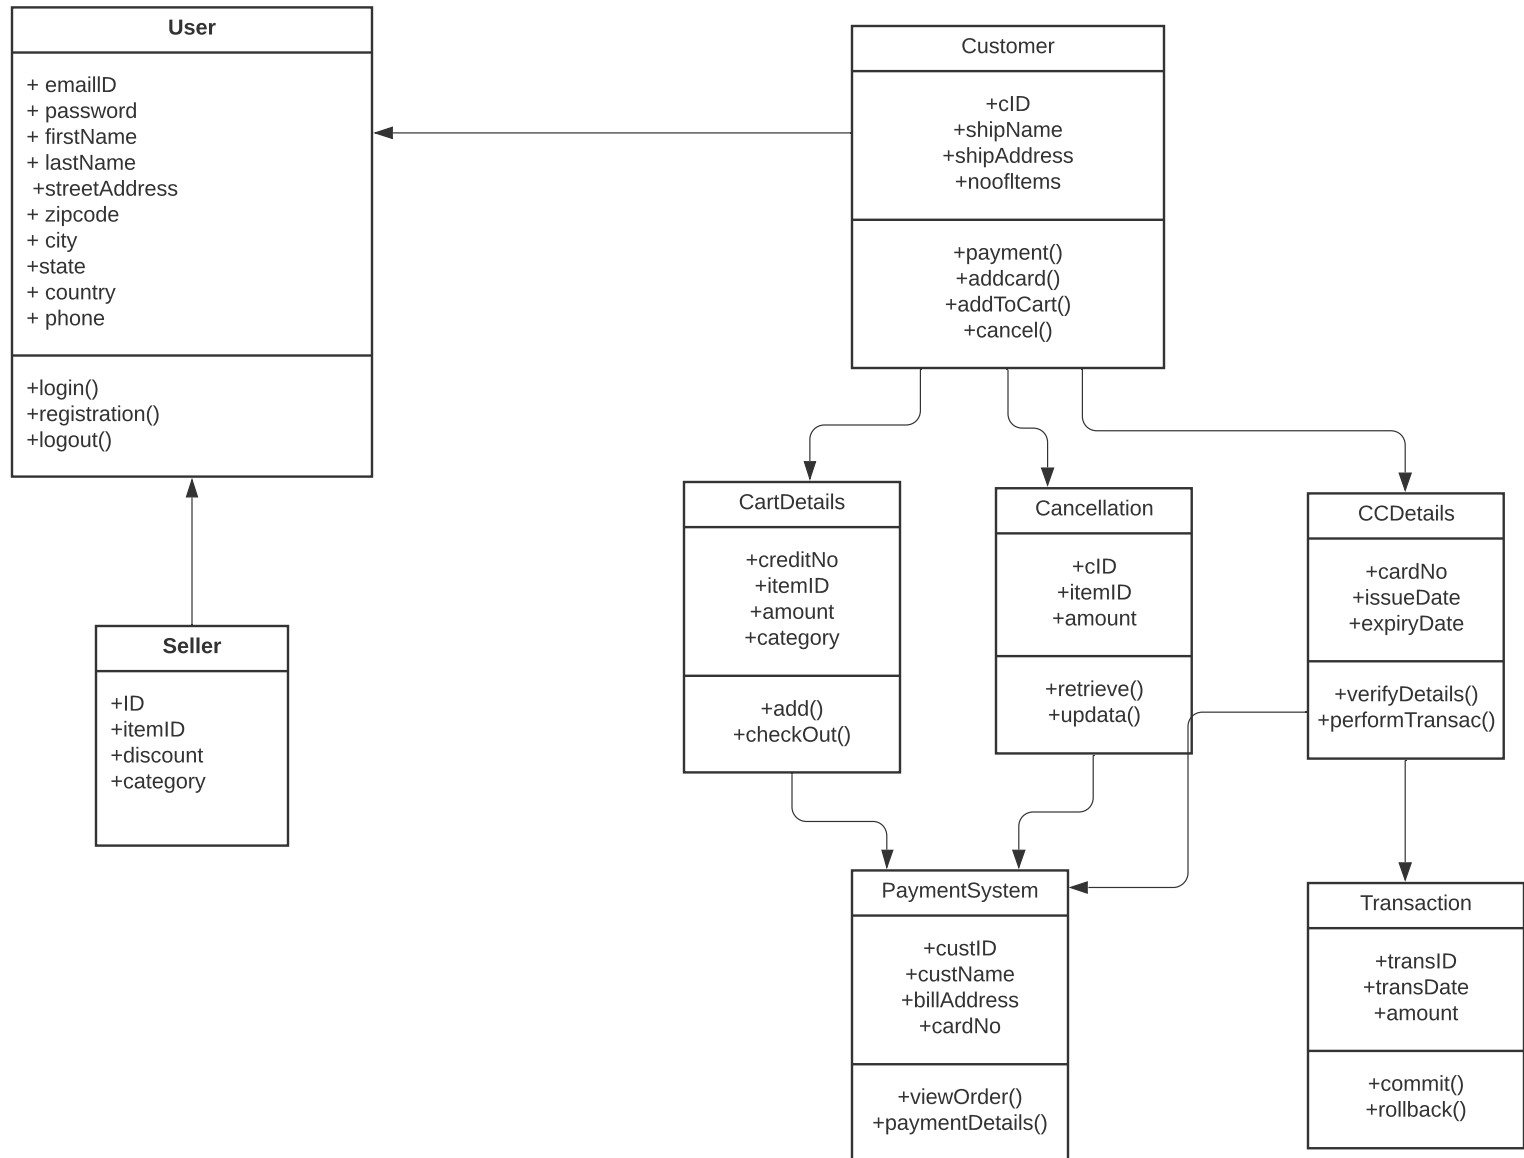 User
+ emailID
+ password
+ firstName
+ lastName
+streetAddress
+ zipcode
+ city
+state
+ country
+ phone
+login()
+registration()
+logout()
Customer
+cID
+shipName
+shipAddress
+noofItems
+payment()
+addcard()
+addToCart()
+cancel()
Seller
+ID
+itemID
+discount
+category
CartDetails
+creditNo
+itemID
+amount
+category
+add()
+checkOut()
Cancellation
+cID
+itemID
+amount
+retrieve()
+updata()
CCDetails
+cardNo
+issueDate
+expiryDate
+verifyDetails()
+performTransac()
PaymentSystem
+custID
+custName
+billAddress
+cardNo
+viewOrder()
+paymentDetails()
Transaction
+transID
+transDate
+amount
+commit()
+rollback()